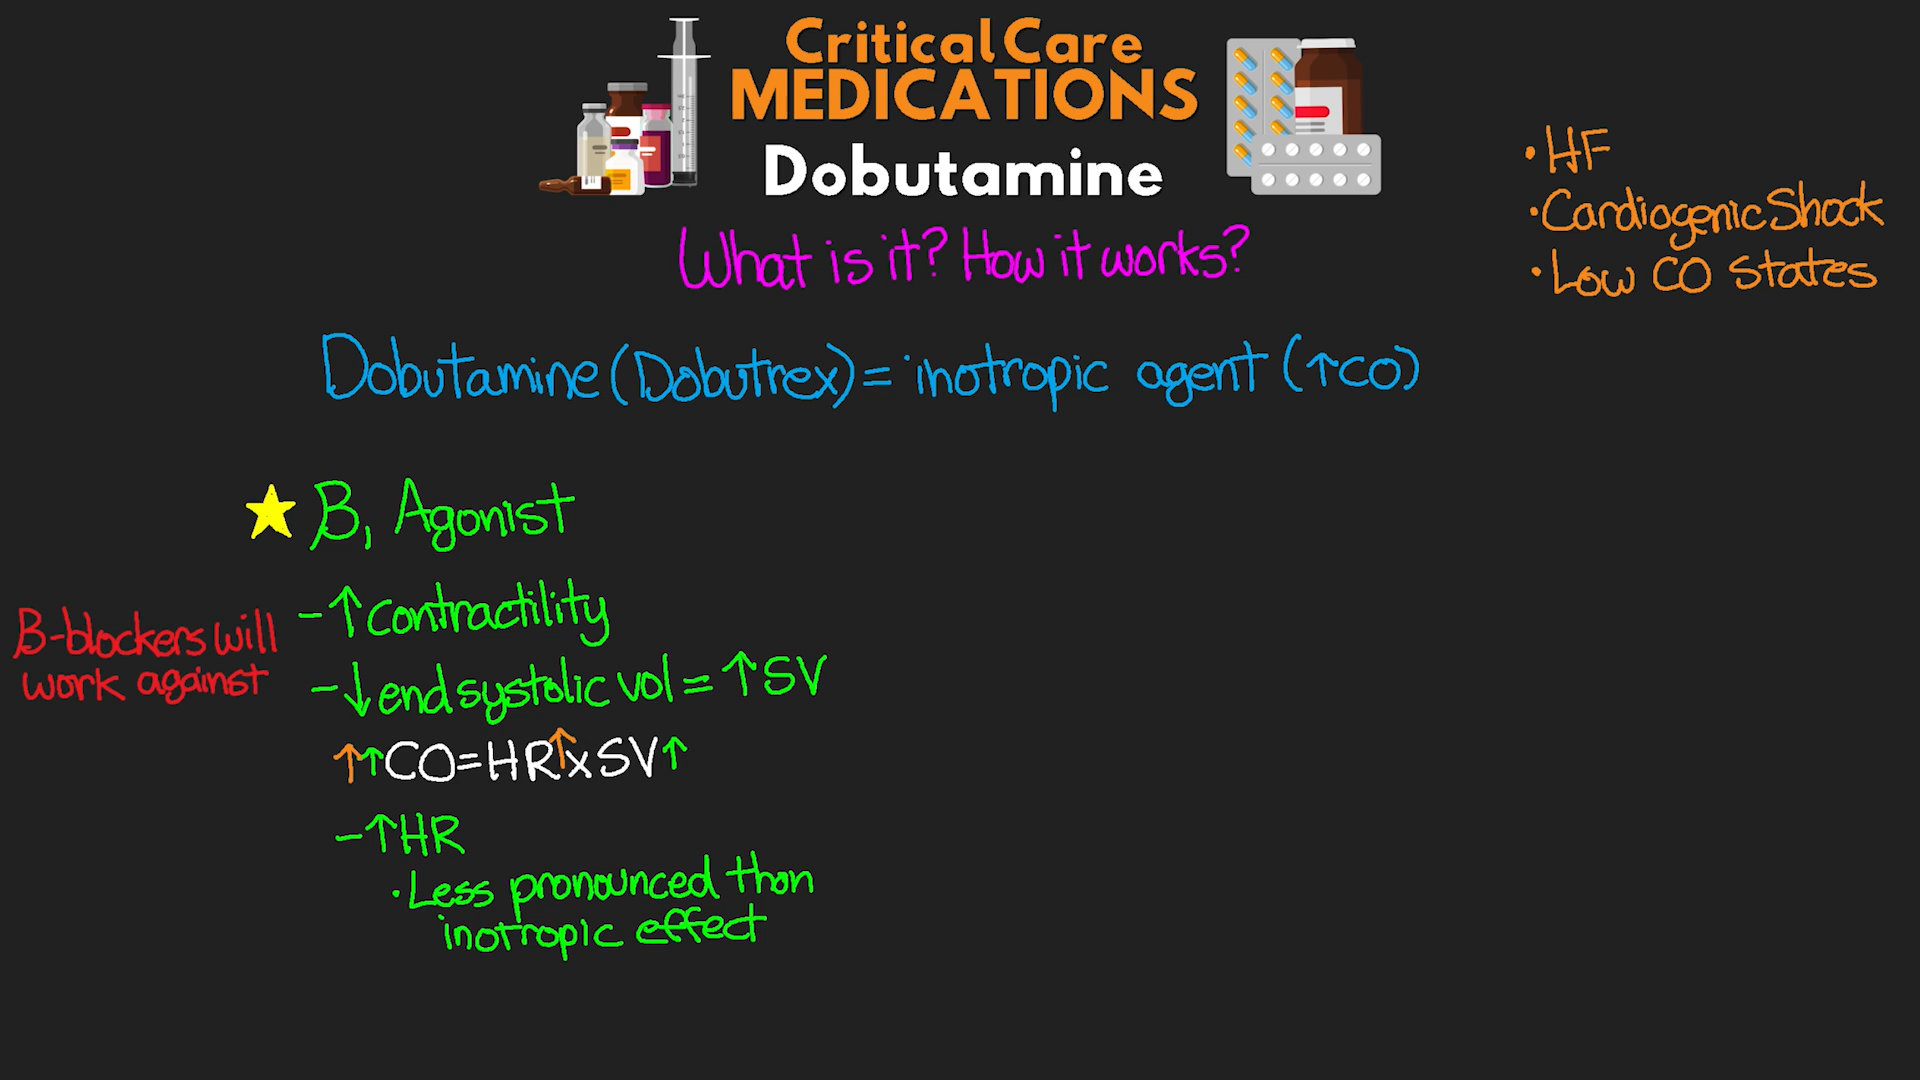 Critical Care
MEDICATIONS
Dobutamine
What is it? How it works?
• HF
• Cardiogenic Shock
• Low CO States
Dobutamine (Dobutrex) = inotropic agent (↑CO)
★ B₁ Agonist
- ↑ contractility
- ↓ end systolic vol = ↑ SV
↑↑CO=HR↑xSV↑
- ↑HR
• Less pronounced than
inotropic effect
B-blockers will
work against